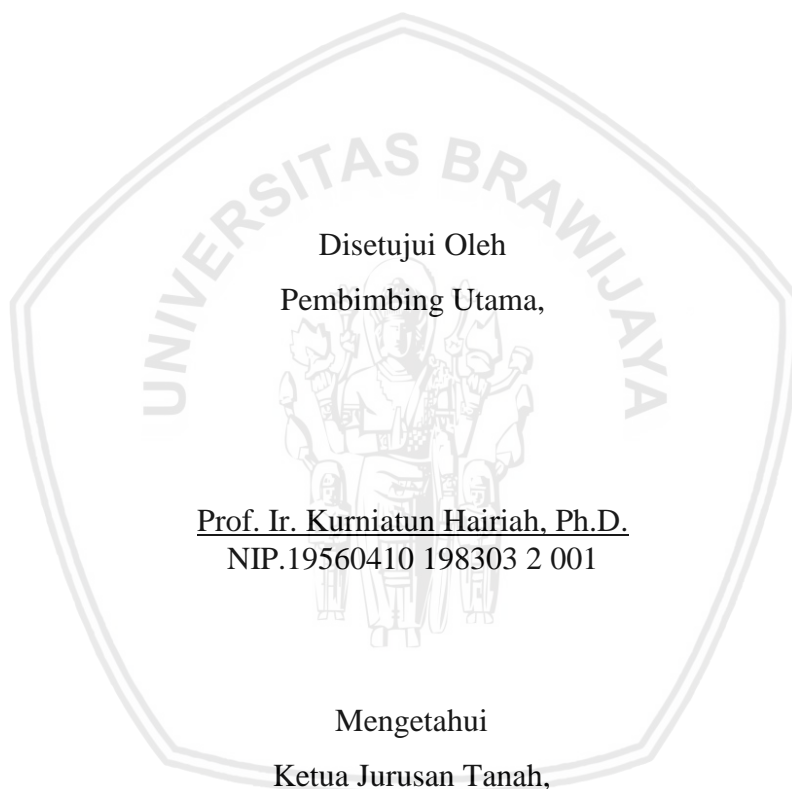 UNIVERSITAS BRAWIJAYA
Disetujui Oleh
Pembimbing Utama,
Prof. Ir. Kurniatun Hairiah, Ph.D.
NIP.19560410 198303 2 001
Mengetahui
Ketua Jurusan Tanah,